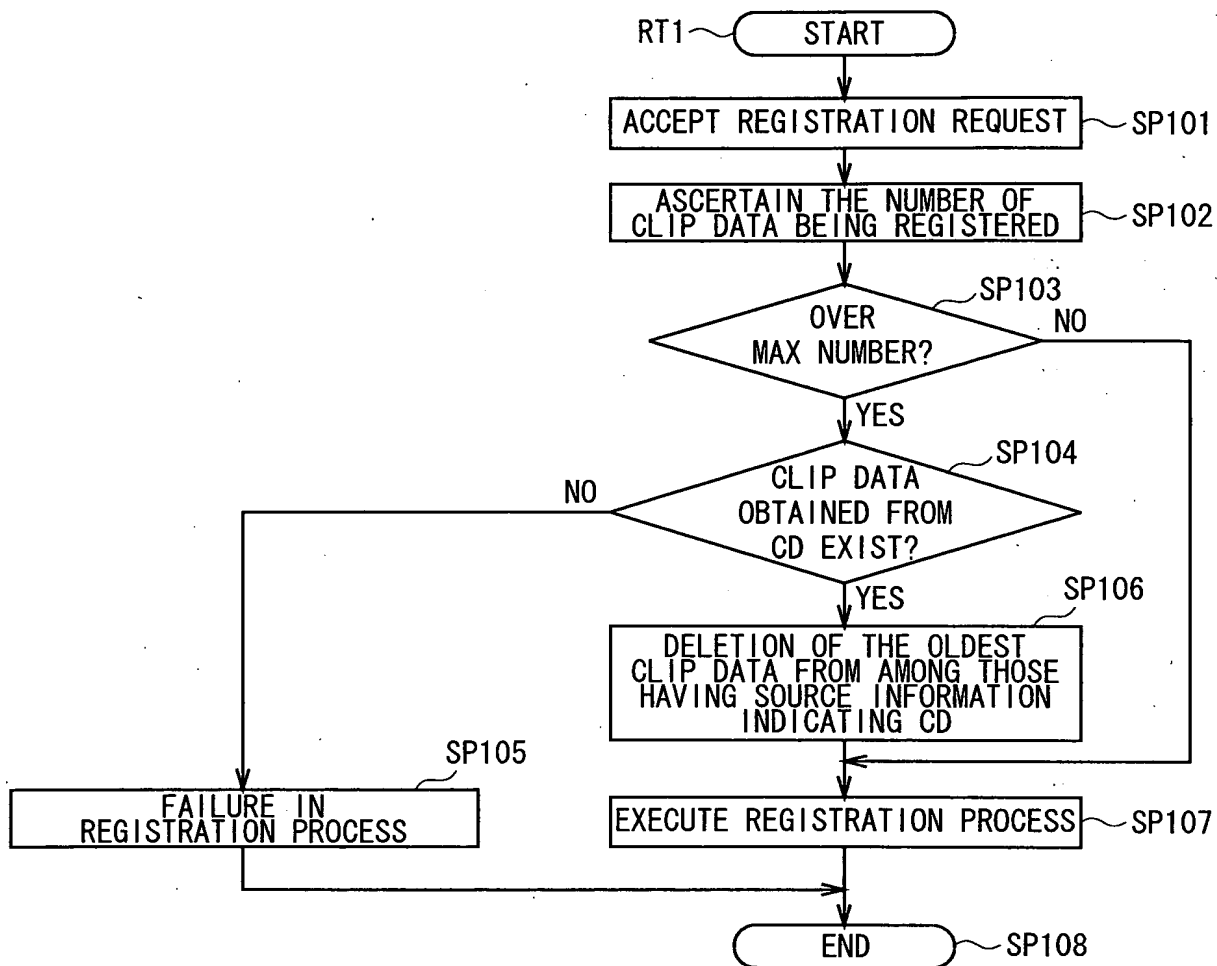 RT1
START
ACCEPT REGISTRATION REQUEST
SP101
ASCERTAIN THE NUMBER OF
CLIP DATA BEING REGISTERED
SP102
SP103
OVER
MAX NUMBER?
NO
YES
SP104
CLIP DATA
OBTAINED FROM
CD EXIST?
NO
YES
SP106
DELETION OF THE OLDEST
CLIP DATA FROM AMONG THOSE
HAVING SOURCE INFORMATION
INDICATING CD
SP105
FAILURE IN
REGISTRATION PROCESS
EXECUTE REGISTRATION PROCESS
SP107
END
SP108